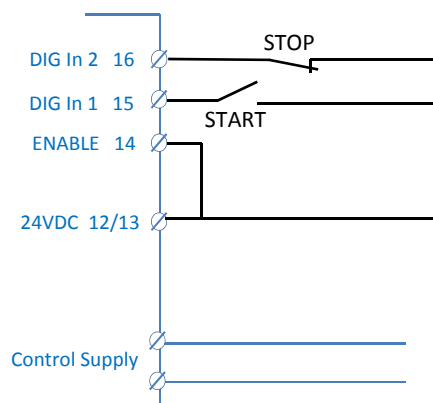 STOP
DIG In 2 16
DIG In 1 15
START
ENABLE 14
24VDC 12/13
Control Supply